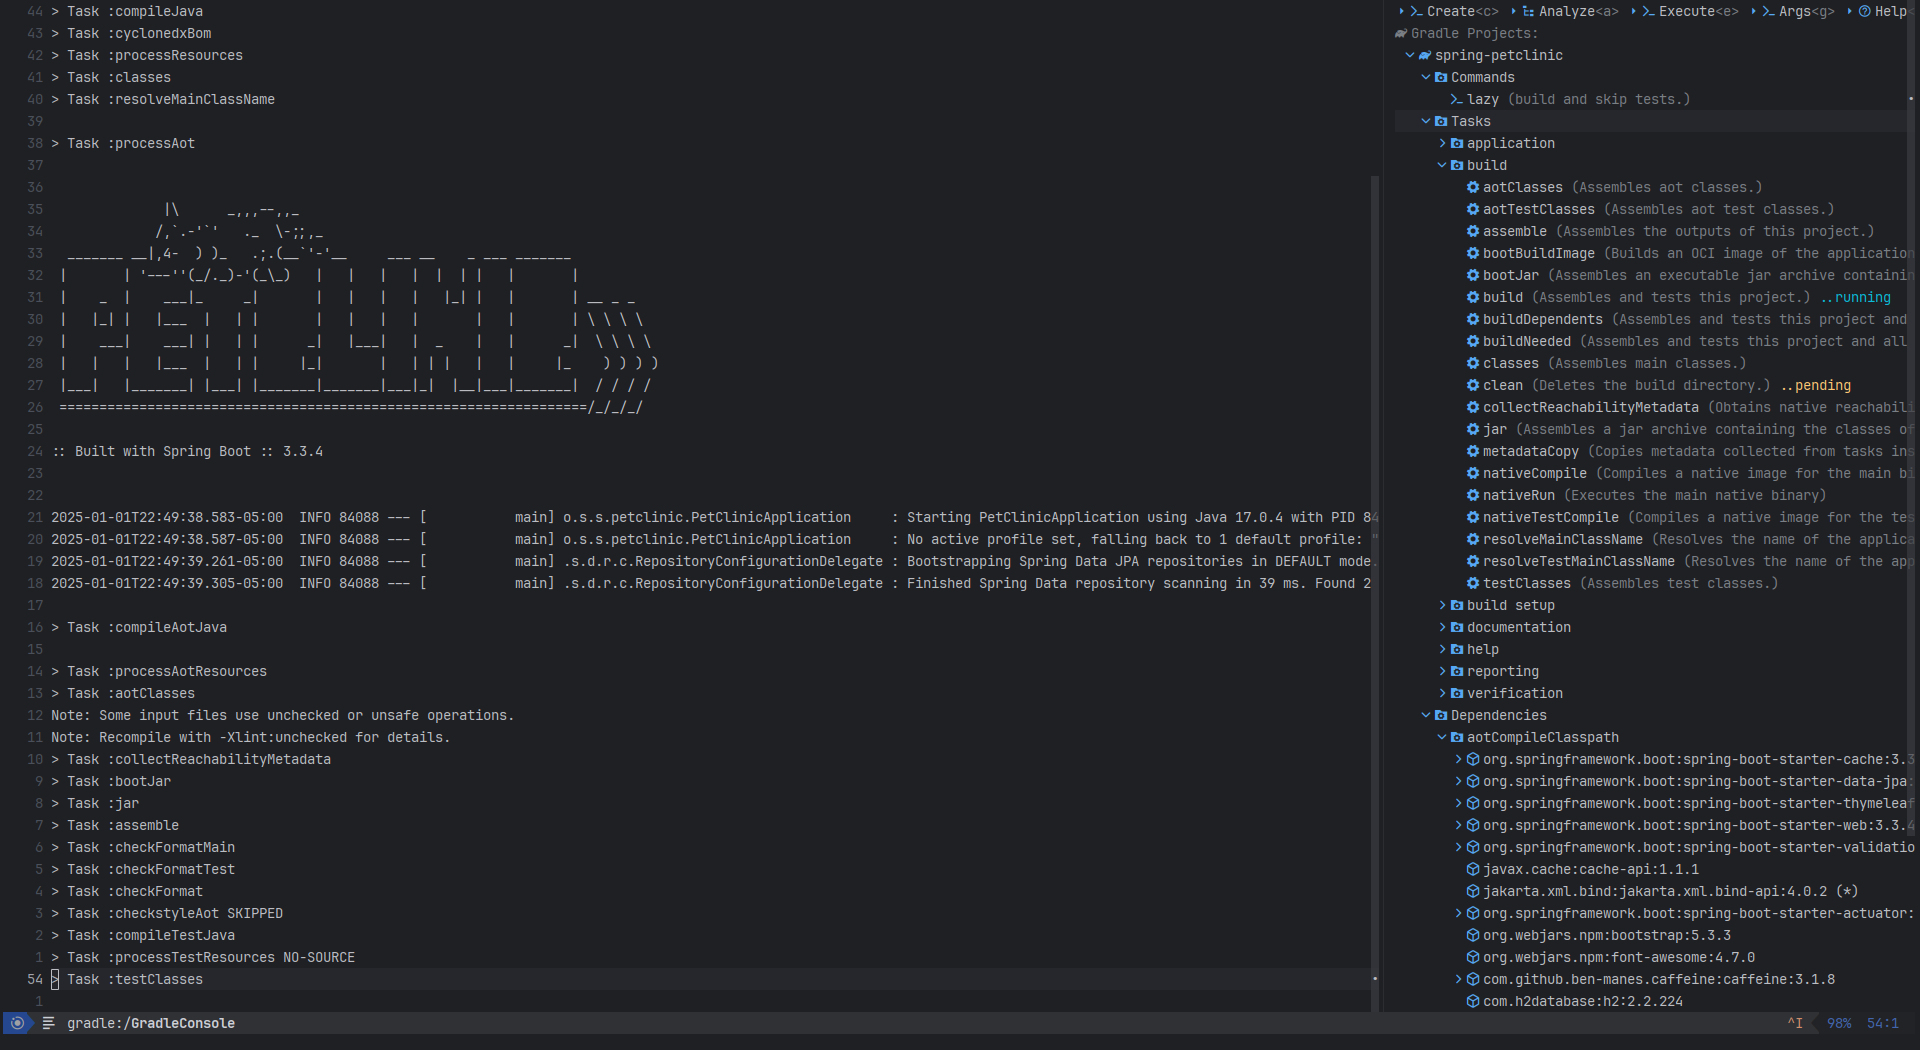 44 > Task :compileJava
43 > Task :cyclonedxBom
42 > Task :processResources
41 > Task :classes
40 > Task :resolveMainClassName
39
38 > Task :processAot
37
36
35               |\      _,,,--,,_
34              /,`.-'`'   ._  \-;;,_
33   _______ __|,4-  ) )_   .;.(__`'-'__     ___ __    _ ___ _______
32  |       | '---''(_/._)-'(_\_)   |   |   |   |  |  | |   |       |
31  |    _  |    ___|_     _|       |   |   |   |   |_| |   |       | __ _ _
30  |   |_| |   |___  |   | |       |   |   |   |       |   |       | \ \ \ \
29  |    ___|    ___| |   | |      _|   |___|   |  _    |   |      _|  \ \ \ \
28  |   |   |   |___  |   | |     |_|       |   | | |   |   |     |_    ) ) ) )
27  |___|   |_______| |___| |_______|_______|___|_|  |__|___|_______|  / / / /
26  ==================================================================/_/_/_/
25
24 :: Built with Spring Boot :: 3.3.4
23
22
21 2025-01-01T22:49:38.583-05:00  INFO 84088 --- [           main] o.s.s.petclinic.PetClinicApplication     : Starting PetClinicApplication using Java 17.0.4 with PID 84
20 2025-01-01T22:49:38.587-05:00  INFO 84088 --- [           main] o.s.s.petclinic.PetClinicApplication     : No active profile set, falling back to 1 default profile: "
19 2025-01-01T22:49:39.261-05:00  INFO 84088 --- [           main] .s.d.r.c.RepositoryConfigurationDelegate : Bootstrapping Spring Data JPA repositories in DEFAULT mode.
18 2025-01-01T22:49:39.305-05:00  INFO 84088 --- [           main] .s.d.r.c.RepositoryConfigurationDelegate : Finished Spring Data repository scanning in 39 ms. Found 2
17
16 > Task :compileAotJava
15
14 > Task :processAotResources
13 > Task :aotClasses
12 Note: Some input files use unchecked or unsafe operations.
11 Note: Recompile with -Xlint:unchecked for details.
10 > Task :collectReachabilityMetadata
9 > Task :bootJar
8 > Task :jar
7 > Task :assemble
6 > Task :checkFormatMain
5 > Task :checkFormatTest
4 > Task :checkFormat
3 > Task :checkstyleAot SKIPPED
2 > Task :compileTestJava
1 > Task :processTestResources NO-SOURCE
54 > Task :testClasses
1
gradle:/GradleConsole
^I 98% 54:1
Create<c> Analyze<a> Execute<e> Args<g> Help
Gradle Projects:
spring-petclinic
Commands
lazy (build and skip tests.)
Tasks
application
build
aotClasses (Assembles aot classes.)
aotTestClasses (Assembles aot test classes.)
assemble (Assembles the outputs of this project.)
bootBuildImage (Builds an OCI image of the application
bootJar (Assembles an executable jar archive containin
build (Assembles and tests this project.) ..running
buildDependents (Assembles and tests this project and
buildNeeded (Assembles and tests this project and all
classes (Assembles main classes.)
clean (Deletes the build directory.) ..pending
collectReachabilityMetadata (Obtains native reachabili
jar (Assembles a jar archive containing the classes of
metadataCopy (Copies metadata collected from tasks ins
nativeCompile (Compiles a native image for the main bi
nativeRun (Executes the main native binary)
nativeTestCompile (Compiles a native image for the tes
resolveMainClassName (Resolves the name of the applica
resolveTestMainClassName (Resolves the name of the app
testClasses (Assembles test classes.)
build setup
documentation
help
reporting
verification
Dependencies
aotCompileClasspath
org.springframework.boot:spring-boot-starter-cache:3.3
org.springframework.boot:spring-boot-starter-data-jpa:
org.springframework.boot:spring-boot-starter-thymeleaf
org.springframework.boot:spring-boot-starter-web:3.3.4
org.springframework.boot:spring-boot-starter-validatio
javax.cache:cache-api:1.1.1
jakarta.xml.bind:jakarta.xml.bind-api:4.0.2 (*)
org.springframework.boot:spring-boot-starter-actuator:
org.webjars.npm:bootstrap:5.3.3
org.webjars.npm:font-awesome:4.7.0
com.github.ben-manes.caffeine:caffeine:3.1.8
com.h2database:h2:2.2.224